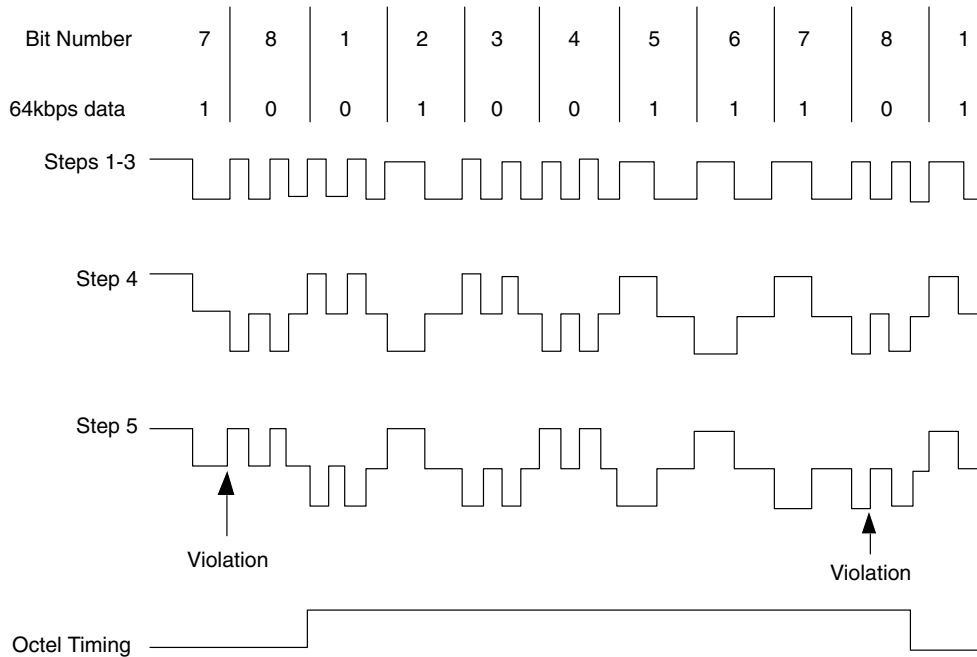 Bit Number 7 8 1 2 3 4 5 6 7 8 1
64kbps data 1 0 0 1 0 0 1 1 1 0 1
Steps 1-3
Step 4
Step 5
Violation
Violation
Octel Timing